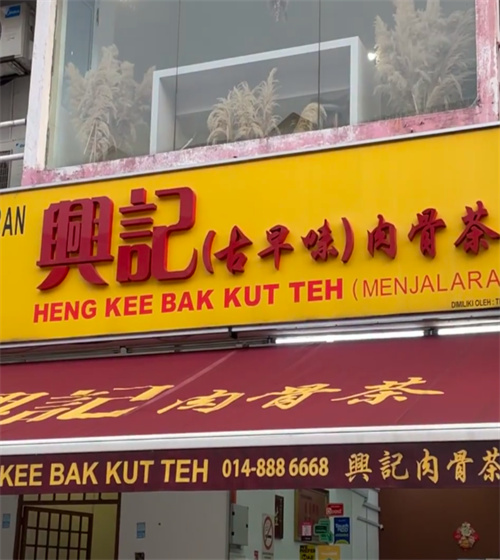 興記(古早味)肉骨茶
HENG KEE BAK KUT TEH (MENJALARA
DIMILIKI OLEH :
興記肉骨茶
KEE BAK KUT TEH 014-888 6668 興記肉骨茶